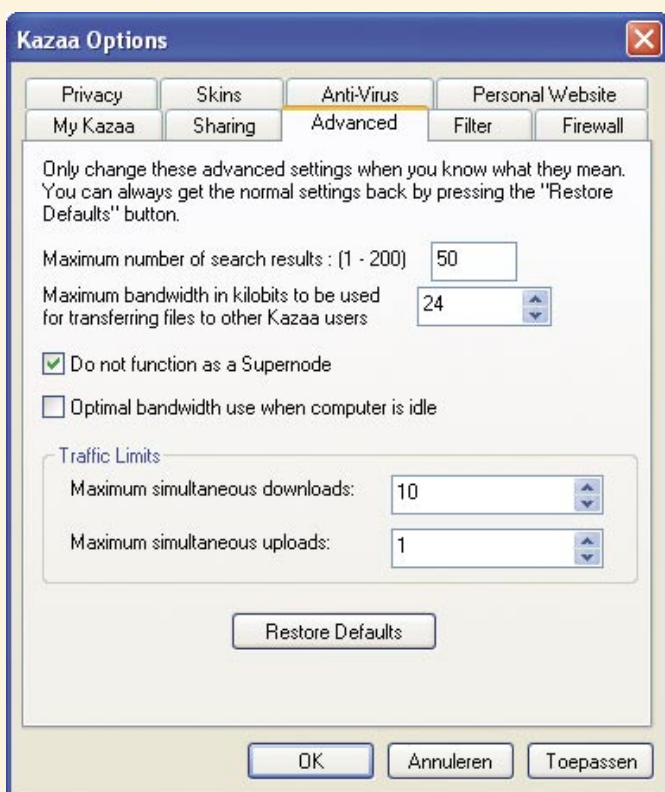 Kazaa Options
Privacy
Skins
Anti-Virus
Personal Website
My Kazaa
Sharing
Advanced
Filter
Firewall
Only change these advanced settings when you know what they mean.
You can always get the normal settings back by pressing the "Restore
Defaults" button.
Maximum number of search results : (1 - 200)
50
Maximum bandwidth in kilobits to be used
for transferring files to other Kazaa users
24
Do not function as a Supernode
Optimal bandwidth use when computer is idle
Traffic Limits
Maximum simultaneous downloads:
10
Maximum simultaneous uploads:
1
Restore Defaults
OK
Annuleren
Toepassen